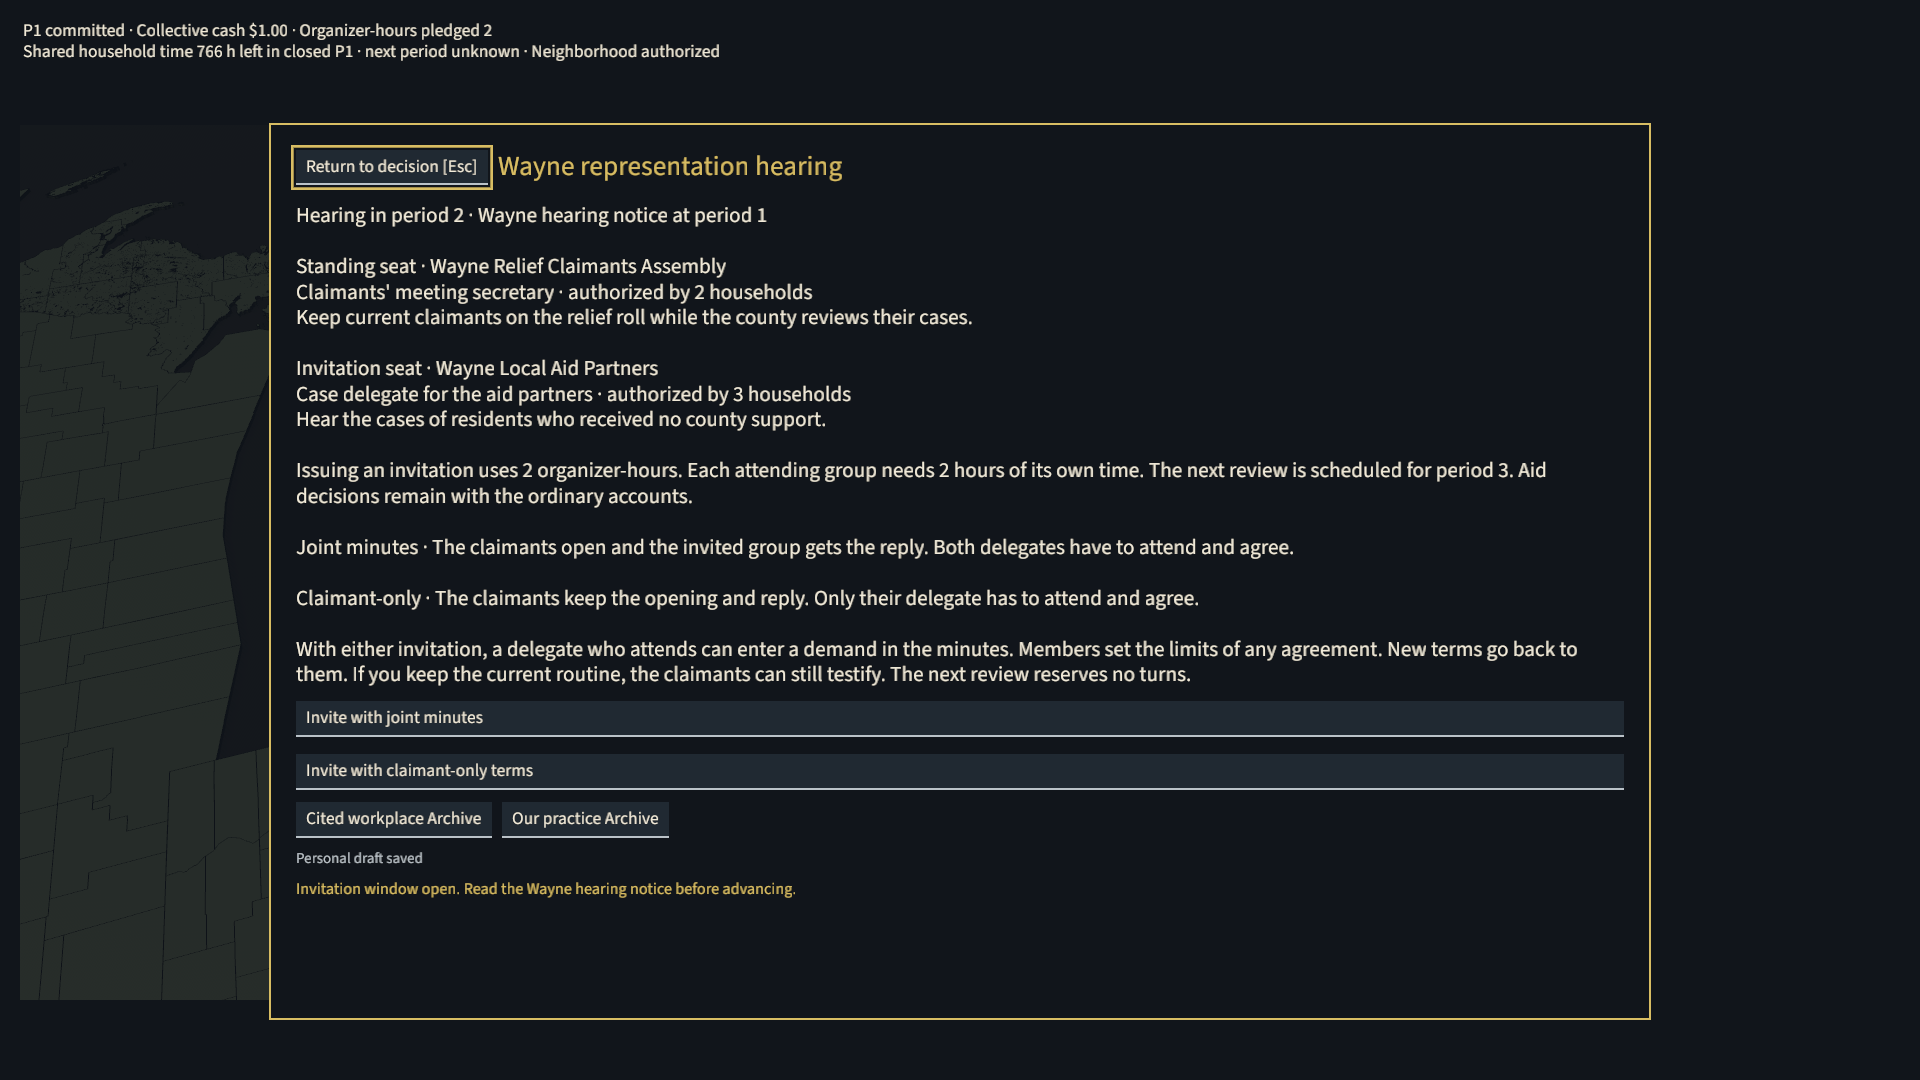 P1 committed · Collective cash $1.00 · Organizer-hours pledged 2
Shared household time 766 h left in closed P1 · next period unknown · Neighborhood authorized
Return to decision [Esc]
Wayne representation hearing
Hearing in period 2 · Wayne hearing notice at period 1
Standing seat · Wayne Relief Claimants Assembly
Claimants' meeting secretary · authorized by 2 households
Keep current claimants on the relief roll while the county reviews their cases.
Invitation seat · Wayne Local Aid Partners
Case delegate for the aid partners · authorized by 3 households
Hear the cases of residents who received no county support.
Issuing an invitation uses 2 organizer-hours. Each attending group needs 2 hours of its own time. The next review is scheduled for period 3. Aid
decisions remain with the ordinary accounts.
Joint minutes · The claimants open and the invited group gets the reply. Both delegates have to attend and agree.
Claimant-only · The claimants keep the opening and reply. Only their delegate has to attend and agree.
With either invitation, a delegate who attends can enter a demand in the minutes. Members set the limits of any agreement. New terms go back to
them. If you keep the current routine, the claimants can still testify. The next review reserves no turns.
Invite with joint minutes
Invite with claimant-only terms
Cited workplace Archive
Our practice Archive
Personal draft saved
Invitation window open. Read the Wayne hearing notice before advancing.